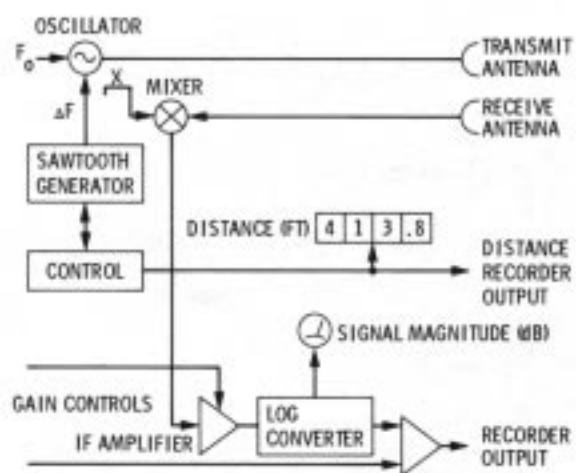 OSCILLATOR
F₀
TRANSMIT
ANTENNA
X
MIXER
ΔF
RECEIVE
ANTENNA
SAWTOOTH
GENERATOR
DISTANCE (FT) 4 1 3 .8
CONTROL
DISTANCE
RECORDER
OUTPUT
SIGNAL MAGNITUDE (dB)
GAIN CONTROLS
LOG
CONVERTER
IF AMPLIFIER
RECORDER
OUTPUT